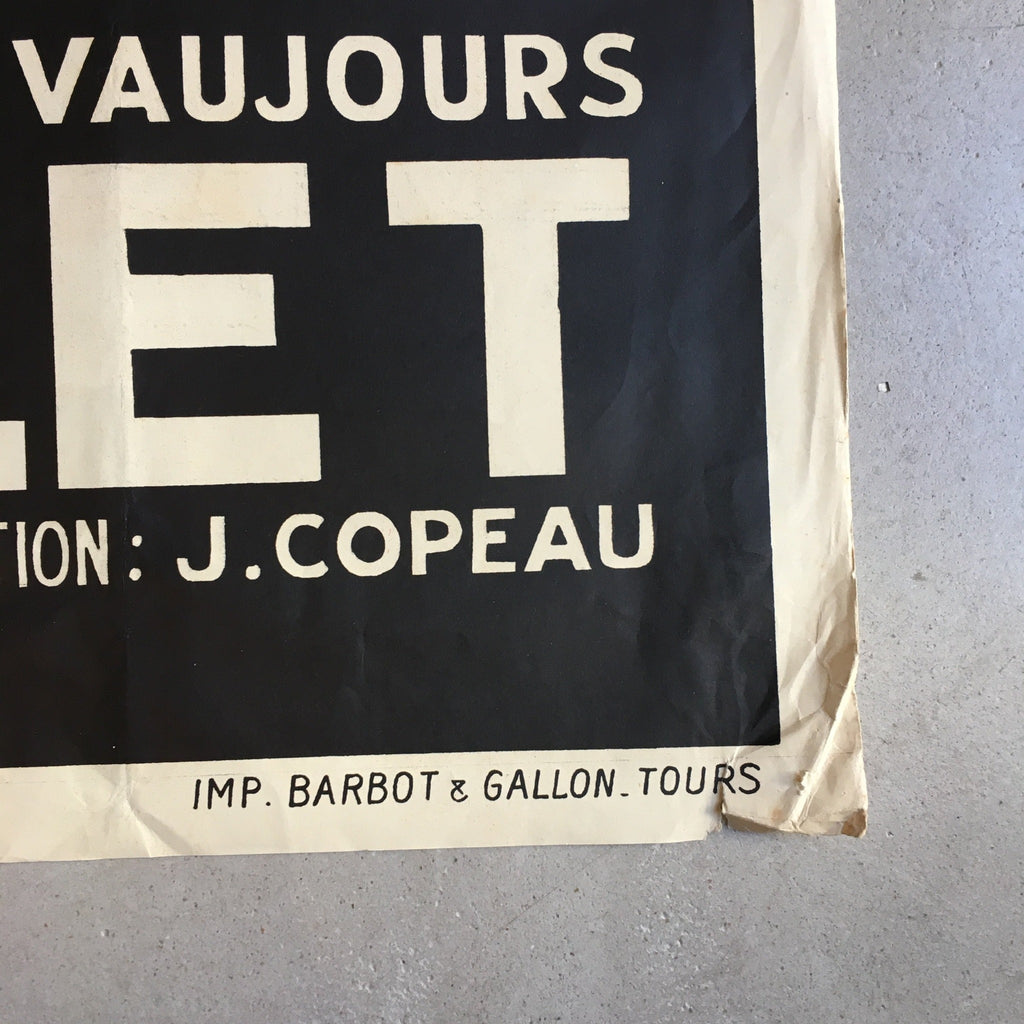 VAUJOURS
LET
TION: J. COPEAU
IMP. BARBOT & GALLON_TOURS